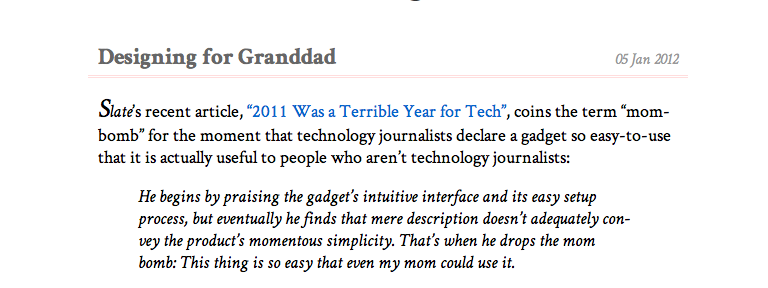 Designing for Granddad
05 Jan 2012
Slate's recent article, “2011 Was a Terrible Year for Tech”, coins the term “mom-
bomb” for the moment that technology journalists declare a gadget so easy-to-use
that it is actually useful to people who aren’t technology journalists:
He begins by praising the gadget’s intuitive interface and its easy setup
process, but eventually he finds that mere description doesn’t adequately con-
vey the product’s momentous simplicity. That’s when he drops the mom
bomb: This thing is so easy that even my mom could use it.